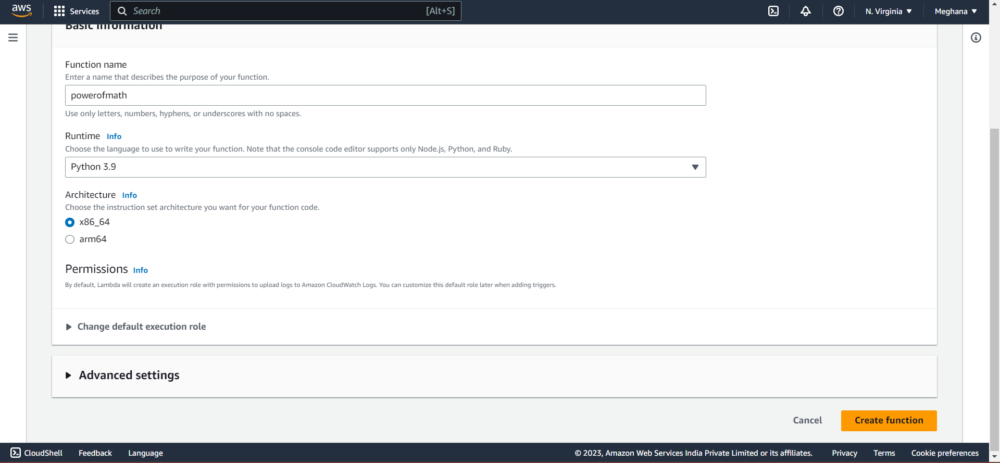 aws
Services
Search
[Alt+S]
N. Virginia
Meghana
Basic information
Function name
Enter a name that describes the purpose of your function.
powerofmath
Use only letters, numbers, hyphens, or underscores with no spaces.
Runtime Info
Choose the language to use to write your function. Note that the console code editor supports only Node.js, Python, and Ruby.
Python 3.9
Architecture Info
Choose the instruction set architecture you want for your function code.
x86_64
arm64
Permissions Info
By default, Lambda will create an execution role with permissions to upload logs to Amazon CloudWatch Logs. You can customize this default role later when adding triggers.
Change default execution role
Advanced settings
Cancel
Create function
CloudShell
Feedback
Language
© 2023, Amazon Web Services India Private Limited or its affiliates.
Privacy
Terms
Cookie preferences